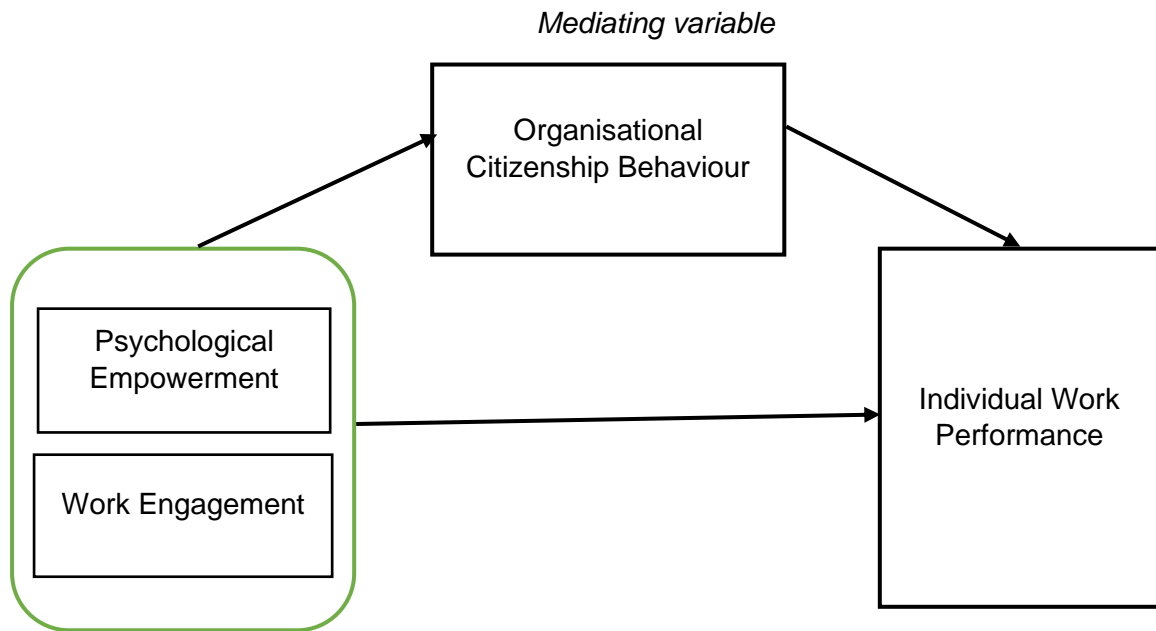 Mediating variable
Organisational
Citizenship Behaviour
Psychological
Empowerment
Work Engagement
Individual Work
Performance